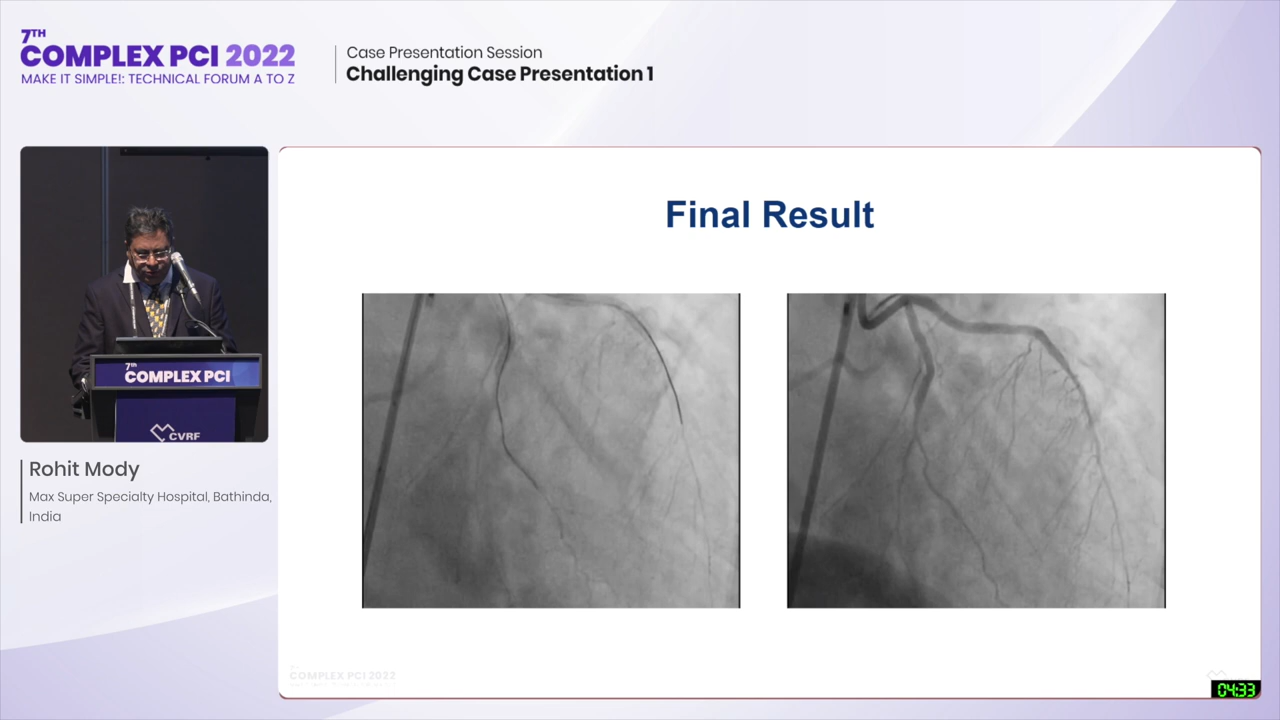 7TH
COMPLEX PCI 2022
MAKE IT SIMPLE!: TECHNICAL FORUM A TO Z
Case Presentation Session
Challenging Case Presentation 1
Final Result
7th
COMPLEX PCI
CVRF
Rohit Mody
Max Super Specialty Hospital, Bathinda,
India
COMPLEX PCI 2022
04:33